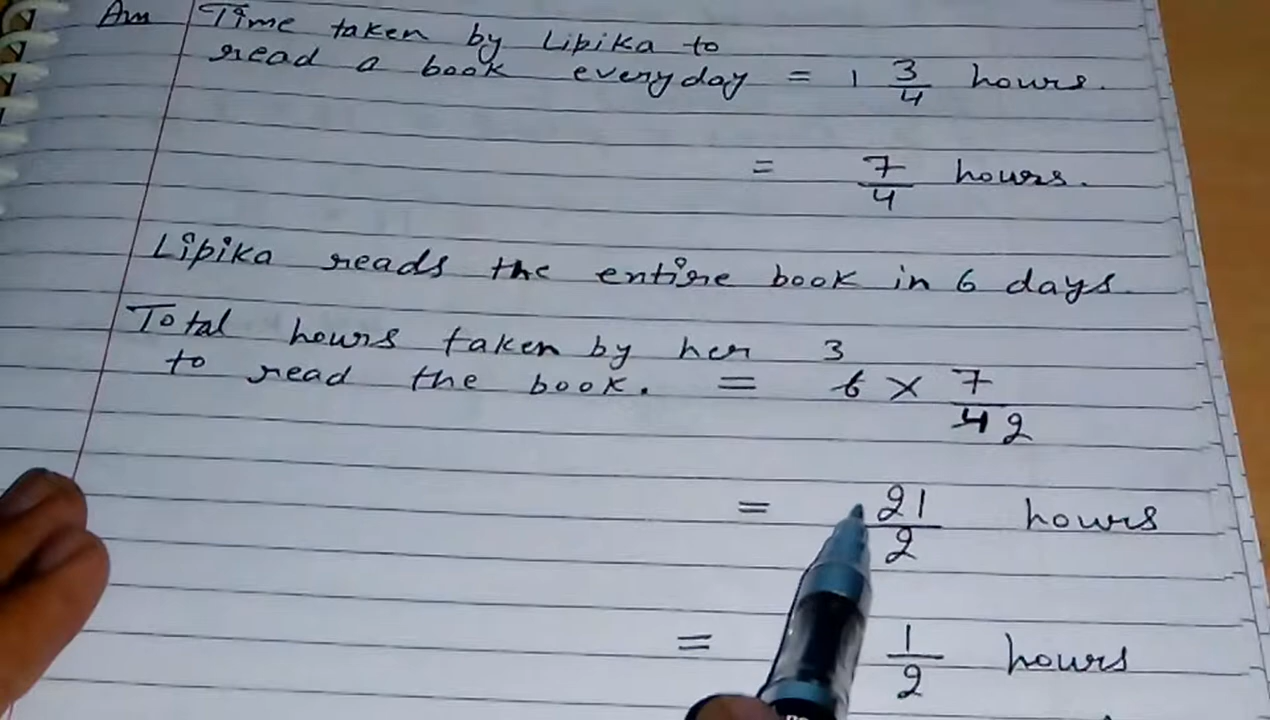 Ans Time taken by Lipika to
read a book everyday = 1 3/4 hours.
= 7/4 hours.
Lipika reads the entire book in 6 days.
Total hours taken by her 3
to read the book. = 6 × 7/4 2
= 21/2 hours
= 1/2 hours